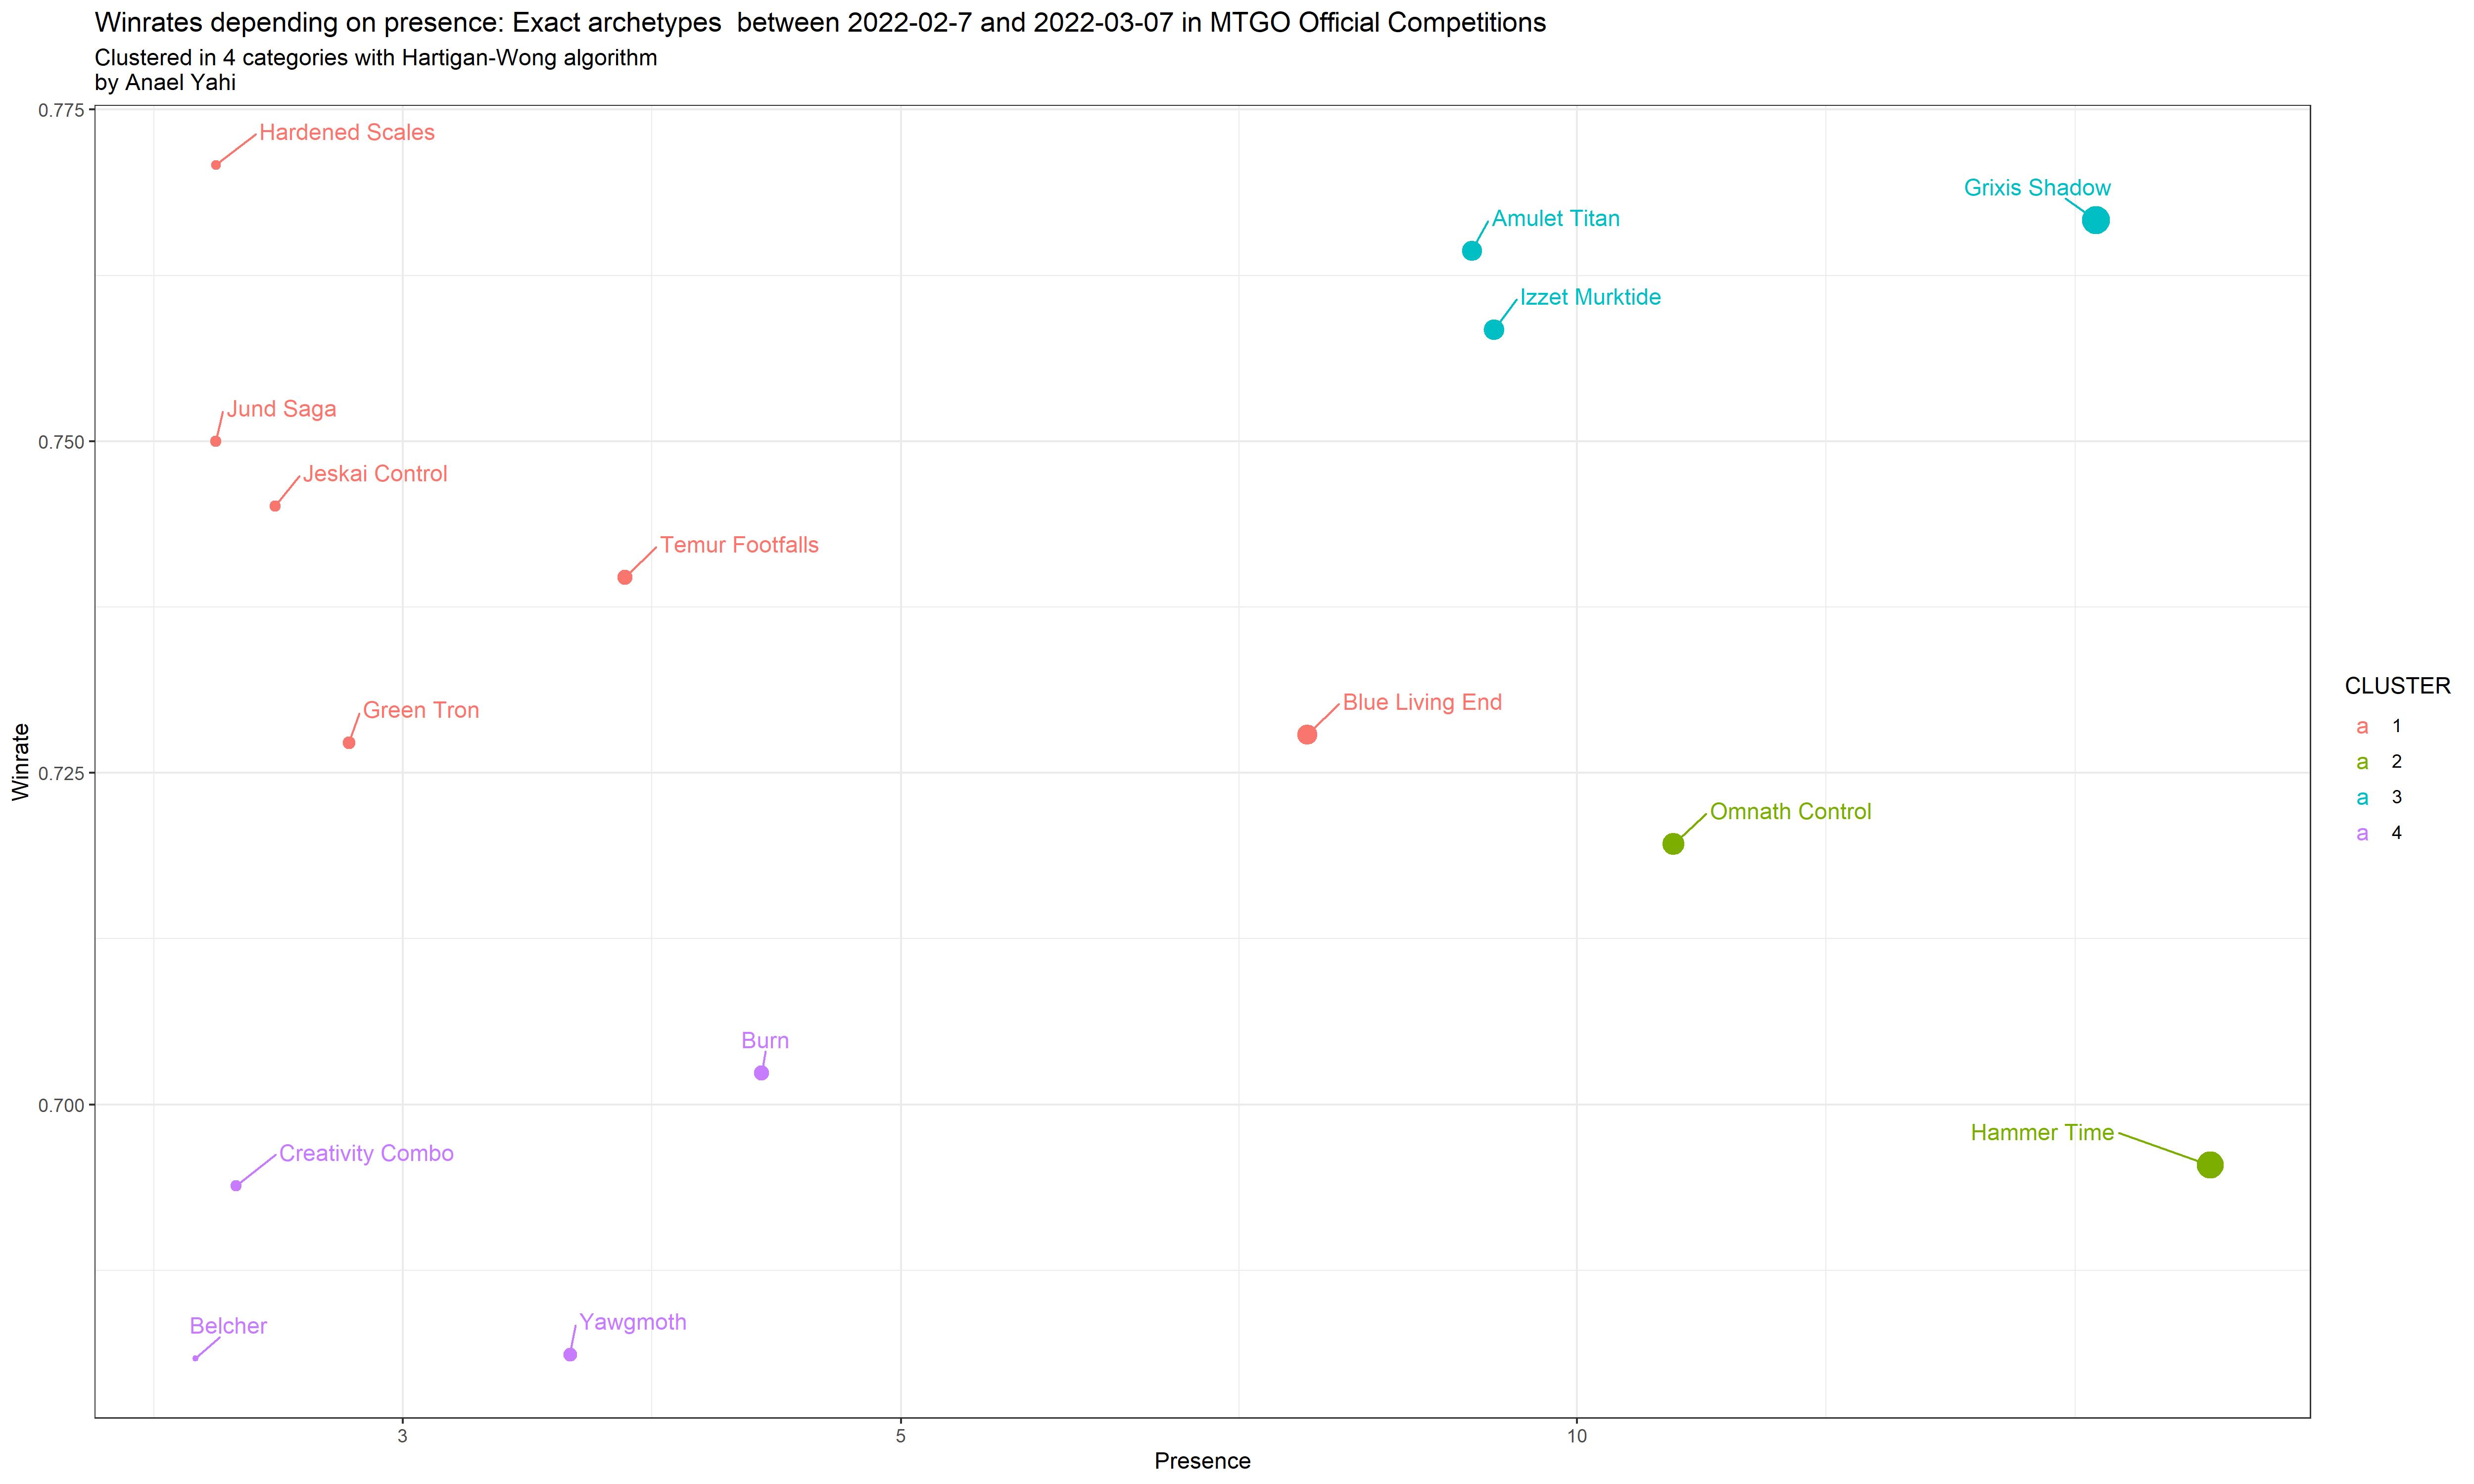 Winrates depending on presence: Exact archetypes  between 2022-02-7 and 2022-03-07 in MTGO Official Competitions
Clustered in 4 categories with Hartigan-Wong algorithm
by Anael Yahi
0.775
Hardened Scales
Grixis Shadow
Amulet Titan
Izzet Murktide
Jund Saga
0.750
Jeskai Control
Temur Footfalls
Green Tron
Blue Living End
0.725
Omnath Control
Burn
0.700
Hammer Time
Creativity Combo
Belcher
Yawgmoth
Winrate
3
5
10
Presence
CLUSTER
a 1
a 2
a 3
a 4